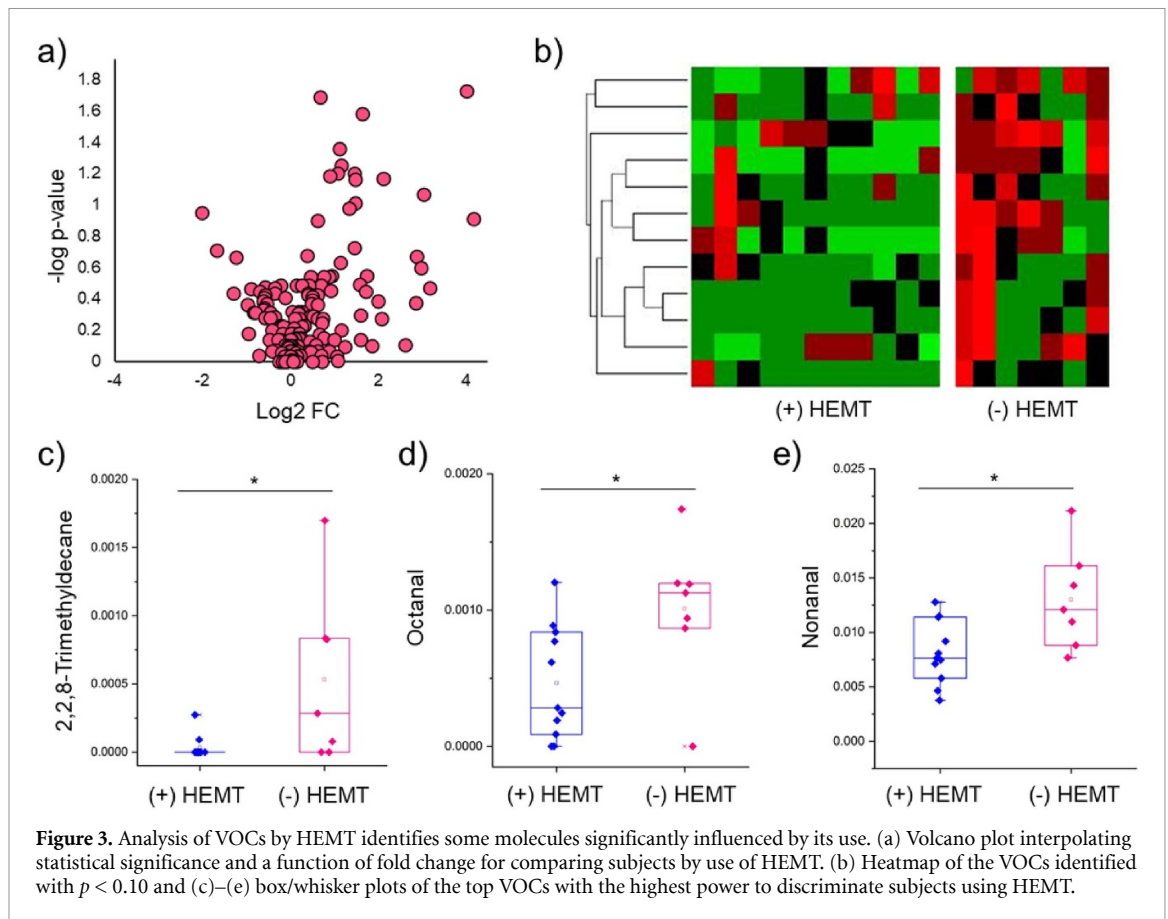 a)
1.8
1.6
1.4
1.2
1
0.8
0.6
0.4
0.2
0
-log p-value
-4 -2 0 2 4
Log2 FC
b)
(+) HEMT (-) HEMT
c)
2,2,8-Trimethyldecane
0.0020
0.0015
0.0010
0.0005
0.0000
*
(+) HEMT (-) HEMT
d)
Octanal
0.0020
0.0010
0.0000
*
(+) HEMT (-) HEMT
e)
Nonanal
0.025
0.020
0.015
0.010
0.005
0.000
*
(+) HEMT (-) HEMT
Figure 3. Analysis of VOCs by HEMT identifies some molecules significantly influenced by its use. (a) Volcano plot interpolating
statistical significance and a function of fold change for comparing subjects by use of HEMT. (b) Heatmap of the VOCs identified
with p < 0.10 and (c)–(e) box/whisker plots of the top VOCs with the highest power to discriminate subjects using HEMT.